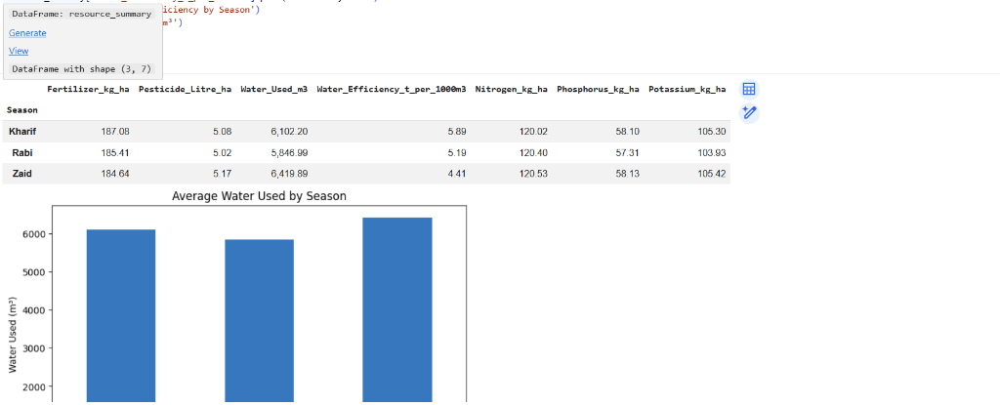 DataFrame: resource_summary
iciency by Season')
Generate
m³')
View
DataFrame with shape (3, 7)
Fertilizer_kg_ha Pesticide_Litre_ha Water_Used_m3 Water_Efficiency_t_per_1000m3 Nitrogen_kg_ha Phosphorus_kg_ha Potassium_kg_ha
Season
Kharif 187.08 5.08 6,102.20 5.89 120.02 58.10 105.30
Rabi 185.41 5.02 5,846.99 5.19 120.40 57.31 103.93
Zaid 184.64 5.17 6,419.89 4.41 120.53 58.13 105.42
Average Water Used by Season
6000
5000
4000
3000
2000
Water Used (m³)